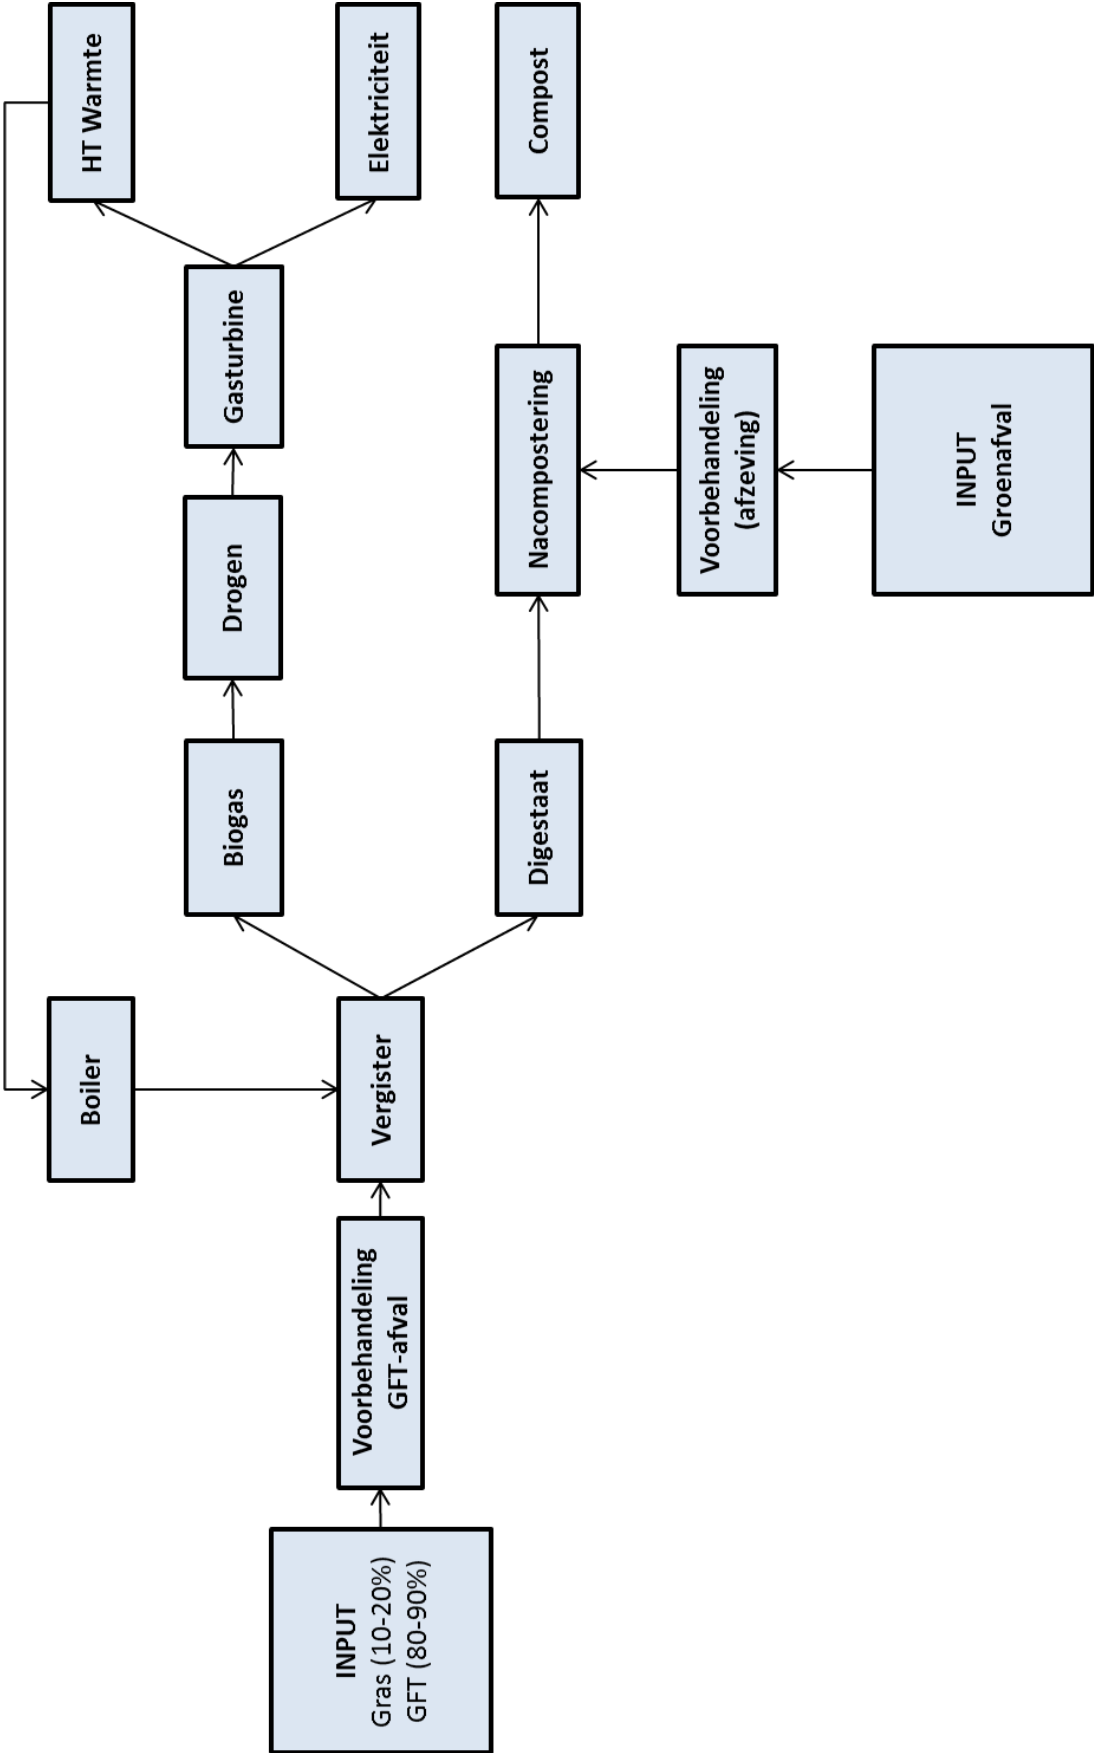 INPUT
Gras (10-20%)
GFT (80-90%)
Voorbehandeling
GFT-afval
Boiler
Vergister
Biogas
Digestaat
Drogen
Gasturbine
Nacompostering
Voorbehandeling
(afzeving)
INPUT
Groenafval
HT Warmte
Elektriciteit
Compost